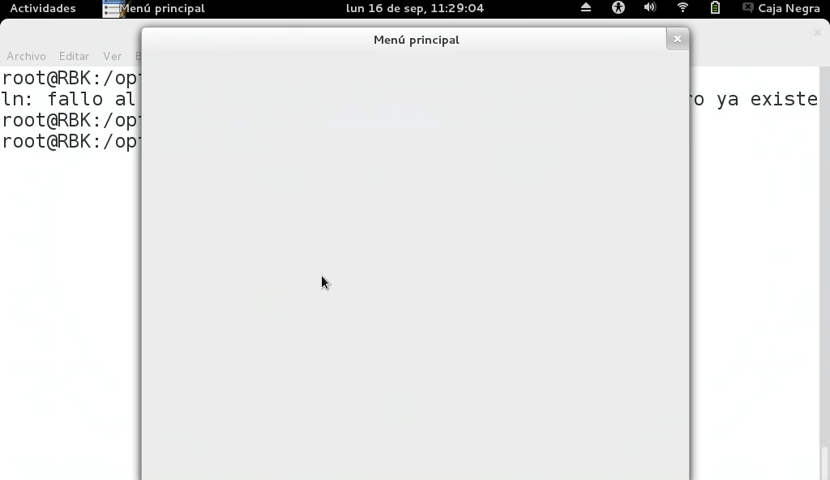 Actividades Menú principal lun 16 de sep, 11:29:04 Caja Negra
Menú principal
Archivo Editar Ver
root@RBK:/opt
ln: fallo al ro ya existe
root@RBK:/opt
root@RBK:/opt